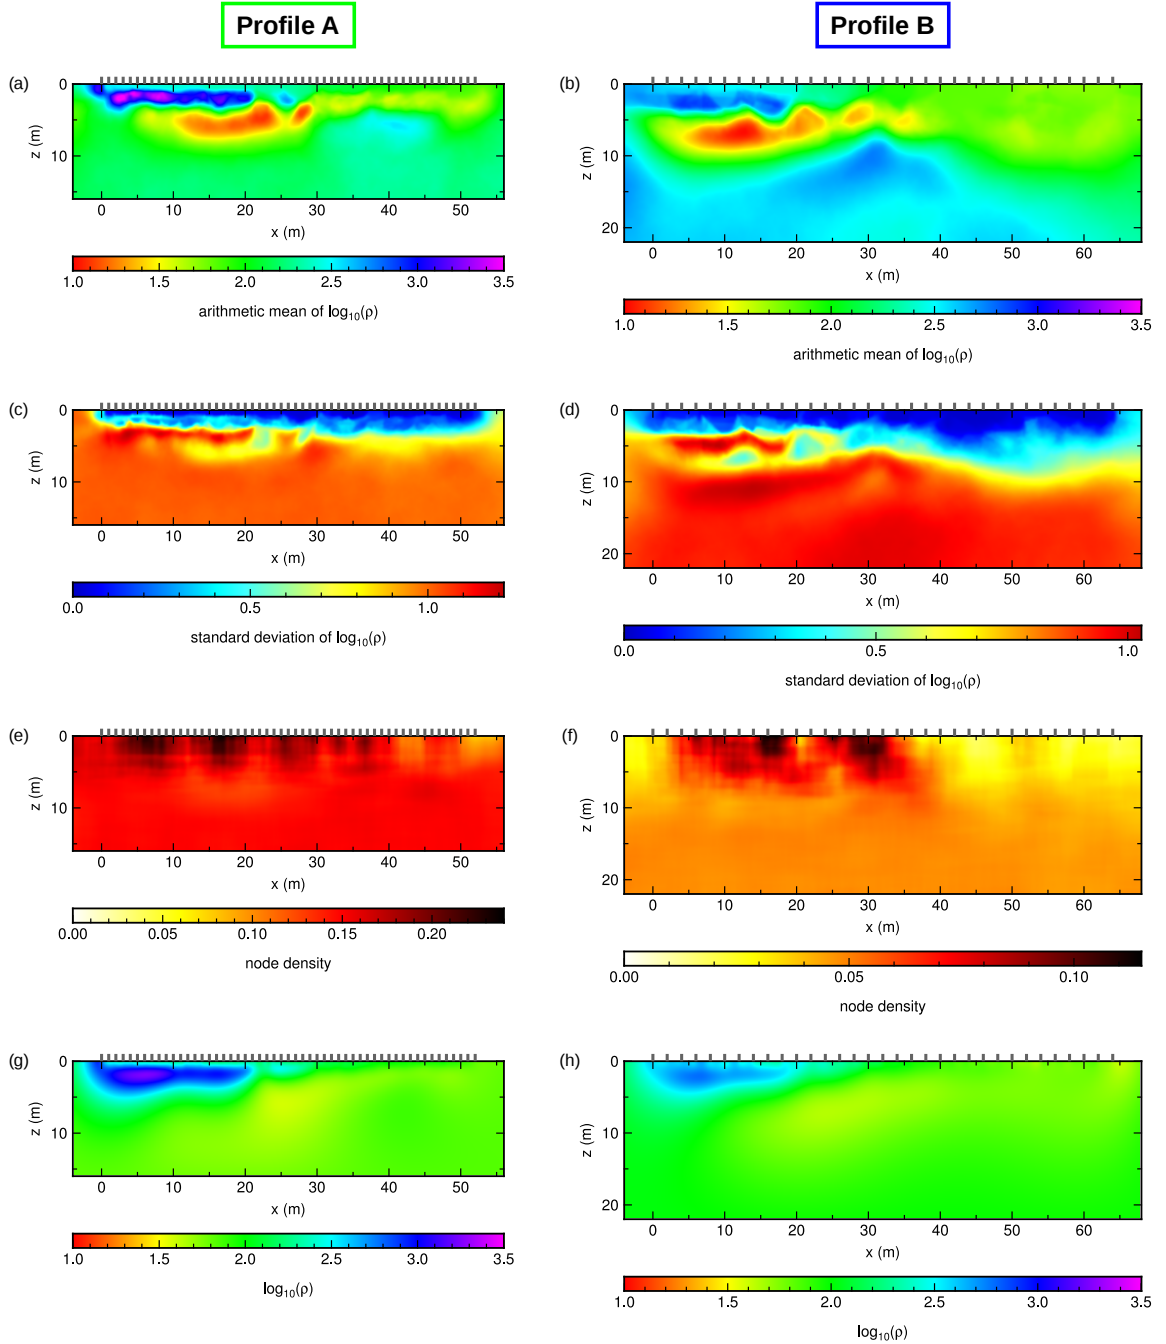 Profile A
Profile B
(a)
0
10
z (m)
0 10 20 30 40 50
x (m)
1.0 1.5 2.0 2.5 3.0 3.5
arithmetic mean of log10(ρ)
(b)
0
10
20
z (m)
0 10 20 30 40 50 60
x (m)
1.0 1.5 2.0 2.5 3.0 3.5
arithmetic mean of log10(ρ)
(c)
0
10
z (m)
0 10 20 30 40 50
x (m)
0.0 0.5 1.0
standard deviation of log10(ρ)
(d)
0
10
20
z (m)
0 10 20 30 40 50 60
x (m)
0.0 0.5 1.0
standard deviation of log10(ρ)
(e)
0
10
z (m)
0 10 20 30 40 50
x (m)
0.00 0.05 0.10 0.15 0.20
node density
(f)
0
10
20
z (m)
0 10 20 30 40 50 60
x (m)
0.00 0.05 0.10
node density
(g)
0
10
z (m)
0 10 20 30 40 50
x (m)
1.0 1.5 2.0 2.5 3.0 3.5
log10(ρ)
(h)
0
10
20
z (m)
0 10 20 30 40 50 60
x (m)
1.0 1.5 2.0 2.5 3.0 3.5
log10(ρ)